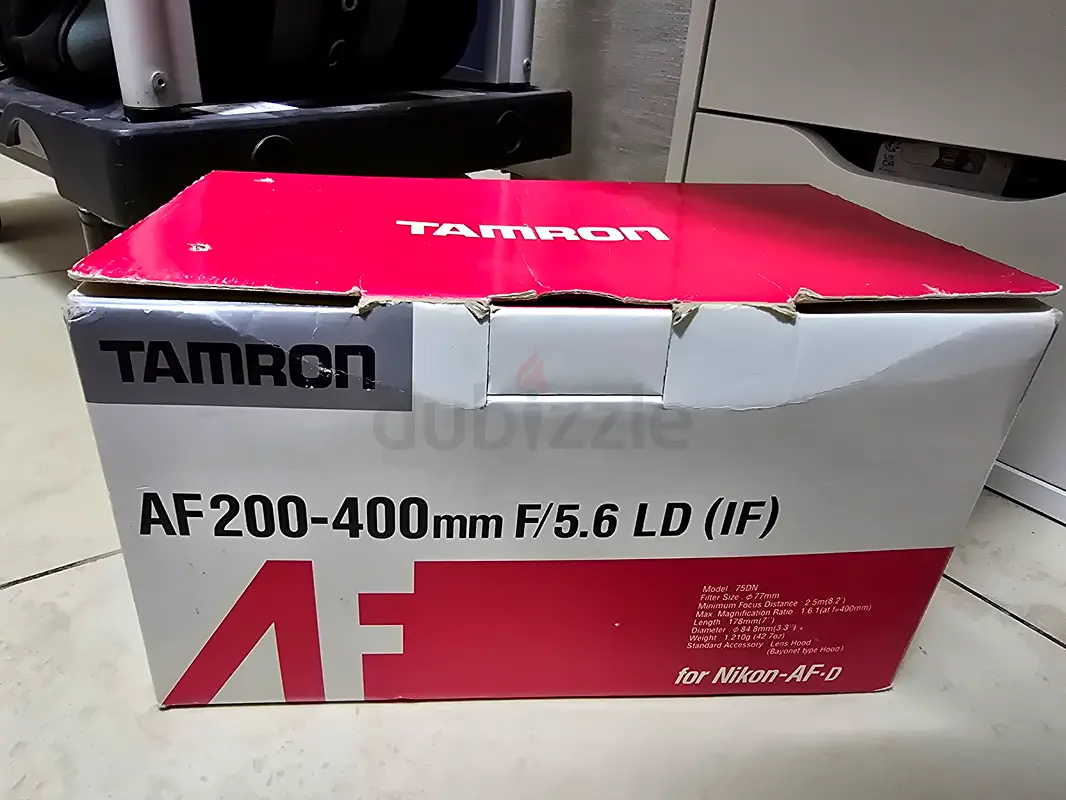 TAMRON
TAMRON
dubizzle
AF200-400mm F/5.6 LD (IF)
AF
Model 75DN
Filter Size : φ77mm
Minimum Focus Distance : 2.5m(8.2')
Max. Magnification Ratio : 1:6.1(at f=400mm)
Length : 178mm(7")
Diameter : φ84.8mm(3.3")
Weight : 1,210g (42.7oz)
Standard Accessory : Lens Hood
(Bayonet type Hood)
for Nikon-AF-D